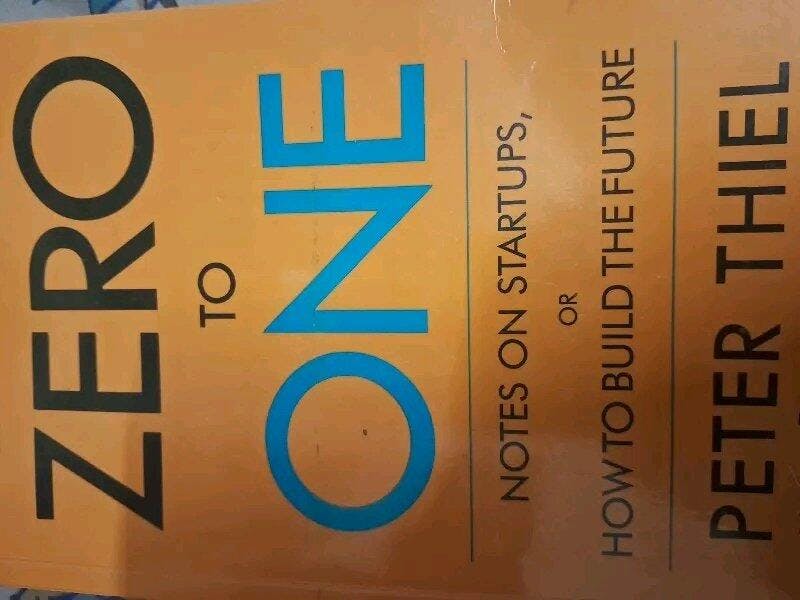 ZERO
TO
ONE
NOTES ON STARTUPS,
OR
HOW TO BUILD THE FUTURE
PETER THIEL